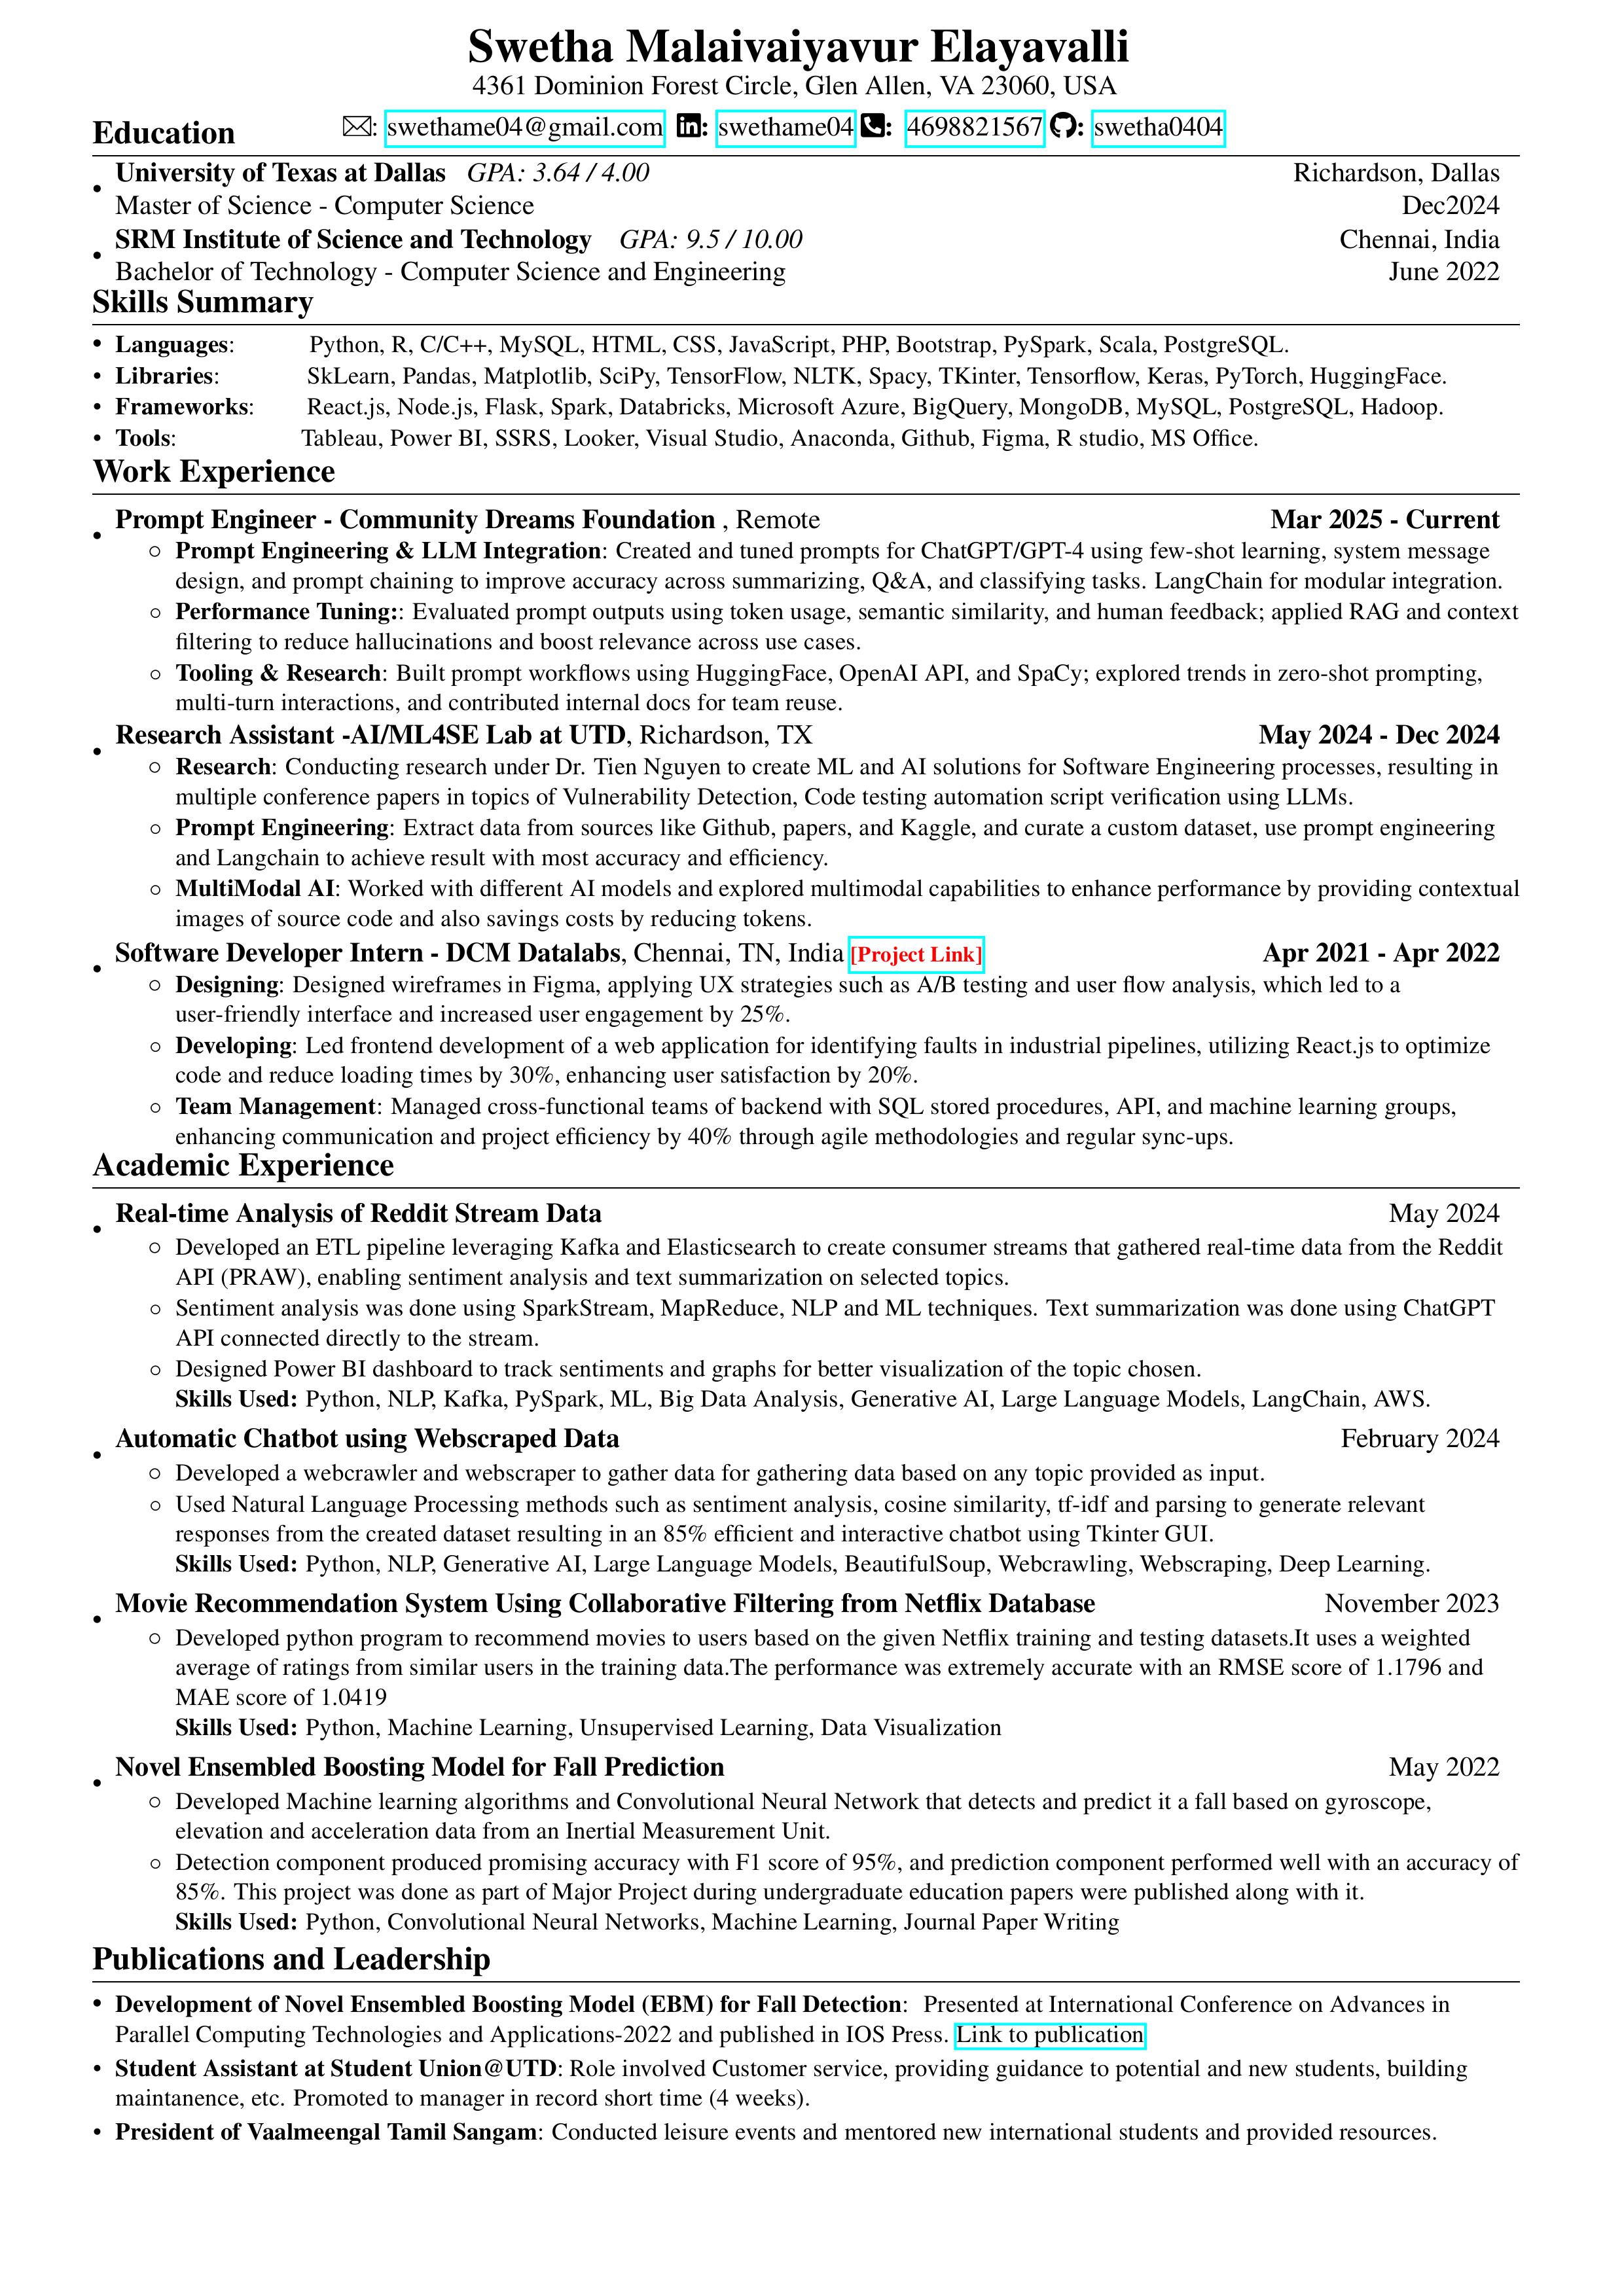 Swetha Malaivaiyavur Elayavalli
4361 Dominion Forest Circle, Glen Allen, VA 23060, USA
: swethame04@gmail.com : swethame04 : 4698821567 : swetha0404
Education
• University of Texas at Dallas GPA: 3.64 / 4.00 Richardson, Dallas
Master of Science - Computer Science Dec2024
• SRM Institute of Science and Technology GPA: 9.5 / 10.00 Chennai, India
Bachelor of Technology - Computer Science and Engineering June 2022
Skills Summary
• Languages: Python, R, C/C++, MySQL, HTML, CSS, JavaScript, PHP, Bootstrap, PySpark, Scala, PostgreSQL.
• Libraries: SkLearn, Pandas, Matplotlib, SciPy, TensorFlow, NLTK, Spacy, TKinter, Tensorflow, Keras, PyTorch, HuggingFace.
• Frameworks: React.js, Node.js, Flask, Spark, Databricks, Microsoft Azure, BigQuery, MongoDB, MySQL, PostgreSQL, Hadoop.
• Tools: Tableau, Power BI, SSRS, Looker, Visual Studio, Anaconda, Github, Figma, R studio, MS Office.
Work Experience
• Prompt Engineer - Community Dreams Foundation , Remote Mar 2025 - Current
○ Prompt Engineering & LLM Integration: Created and tuned prompts for ChatGPT/GPT-4 using few-shot learning, system message
design, and prompt chaining to improve accuracy across summarizing, Q&A, and classifying tasks. LangChain for modular integration.
○ Performance Tuning:: Evaluated prompt outputs using token usage, semantic similarity, and human feedback; applied RAG and context
filtering to reduce hallucinations and boost relevance across use cases.
○ Tooling & Research: Built prompt workflows using HuggingFace, OpenAI API, and SpaCy; explored trends in zero-shot prompting,
multi-turn interactions, and contributed internal docs for team reuse.
• Research Assistant -AI/ML4SE Lab at UTD, Richardson, TX May 2024 - Dec 2024
○ Research: Conducting research under Dr. Tien Nguyen to create ML and AI solutions for Software Engineering processes, resulting in
multiple conference papers in topics of Vulnerability Detection, Code testing automation script verification using LLMs.
○ Prompt Engineering: Extract data from sources like Github, papers, and Kaggle, and curate a custom dataset, use prompt engineering
and Langchain to achieve result with most accuracy and efficiency.
○ MultiModal AI: Worked with different AI models and explored multimodal capabilities to enhance performance by providing contextual
images of source code and also savings costs by reducing tokens.
• Software Developer Intern - DCM Datalabs, Chennai, TN, India [Project Link] Apr 2021 - Apr 2022
○ Designing: Designed wireframes in Figma, applying UX strategies such as A/B testing and user flow analysis, which led to a
user-friendly interface and increased user engagement by 25%.
○ Developing: Led frontend development of a web application for identifying faults in industrial pipelines, utilizing React.js to optimize
code and reduce loading times by 30%, enhancing user satisfaction by 20%.
○ Team Management: Managed cross-functional teams of backend with SQL stored procedures, API, and machine learning groups,
enhancing communication and project efficiency by 40% through agile methodologies and regular sync-ups.
Academic Experience
• Real-time Analysis of Reddit Stream Data May 2024
○ Developed an ETL pipeline leveraging Kafka and Elasticsearch to create consumer streams that gathered real-time data from the Reddit
API (PRAW), enabling sentiment analysis and text summarization on selected topics.
○ Sentiment analysis was done using SparkStream, MapReduce, NLP and ML techniques. Text summarization was done using ChatGPT
API connected directly to the stream.
○ Designed Power BI dashboard to track sentiments and graphs for better visualization of the topic chosen.
Skills Used: Python, NLP, Kafka, PySpark, ML, Big Data Analysis, Generative AI, Large Language Models, LangChain, AWS.
• Automatic Chatbot using Webscraped Data February 2024
○ Developed a webcrawler and webscraper to gather data for gathering data based on any topic provided as input.
○ Used Natural Language Processing methods such as sentiment analysis, cosine similarity, tf-idf and parsing to generate relevant
responses from the created dataset resulting in an 85% efficient and interactive chatbot using Tkinter GUI.
Skills Used: Python, NLP, Generative AI, Large Language Models, BeautifulSoup, Webcrawling, Webscraping, Deep Learning.
• Movie Recommendation System Using Collaborative Filtering from Netflix Database November 2023
○ Developed python program to recommend movies to users based on the given Netflix training and testing datasets.It uses a weighted
average of ratings from similar users in the training data.The performance was extremely accurate with an RMSE score of 1.1796 and
MAE score of 1.0419
Skills Used: Python, Machine Learning, Unsupervised Learning, Data Visualization
• Novel Ensembled Boosting Model for Fall Prediction May 2022
○ Developed Machine learning algorithms and Convolutional Neural Network that detects and predict it a fall based on gyroscope,
elevation and acceleration data from an Inertial Measurement Unit.
○ Detection component produced promising accuracy with F1 score of 95%, and prediction component performed well with an accuracy of
85%. This project was done as part of Major Project during undergraduate education papers were published along with it.
Skills Used: Python, Convolutional Neural Networks, Machine Learning, Journal Paper Writing
Publications and Leadership
• Development of Novel Ensembled Boosting Model (EBM) for Fall Detection: Presented at International Conference on Advances in
Parallel Computing Technologies and Applications-2022 and published in IOS Press. Link to publication
• Student Assistant at Student Union@UTD: Role involved Customer service, providing guidance to potential and new students, building
maintanence, etc. Promoted to manager in record short time (4 weeks).
• President of Vaalmeengal Tamil Sangam: Conducted leisure events and mentored new international students and provided resources.